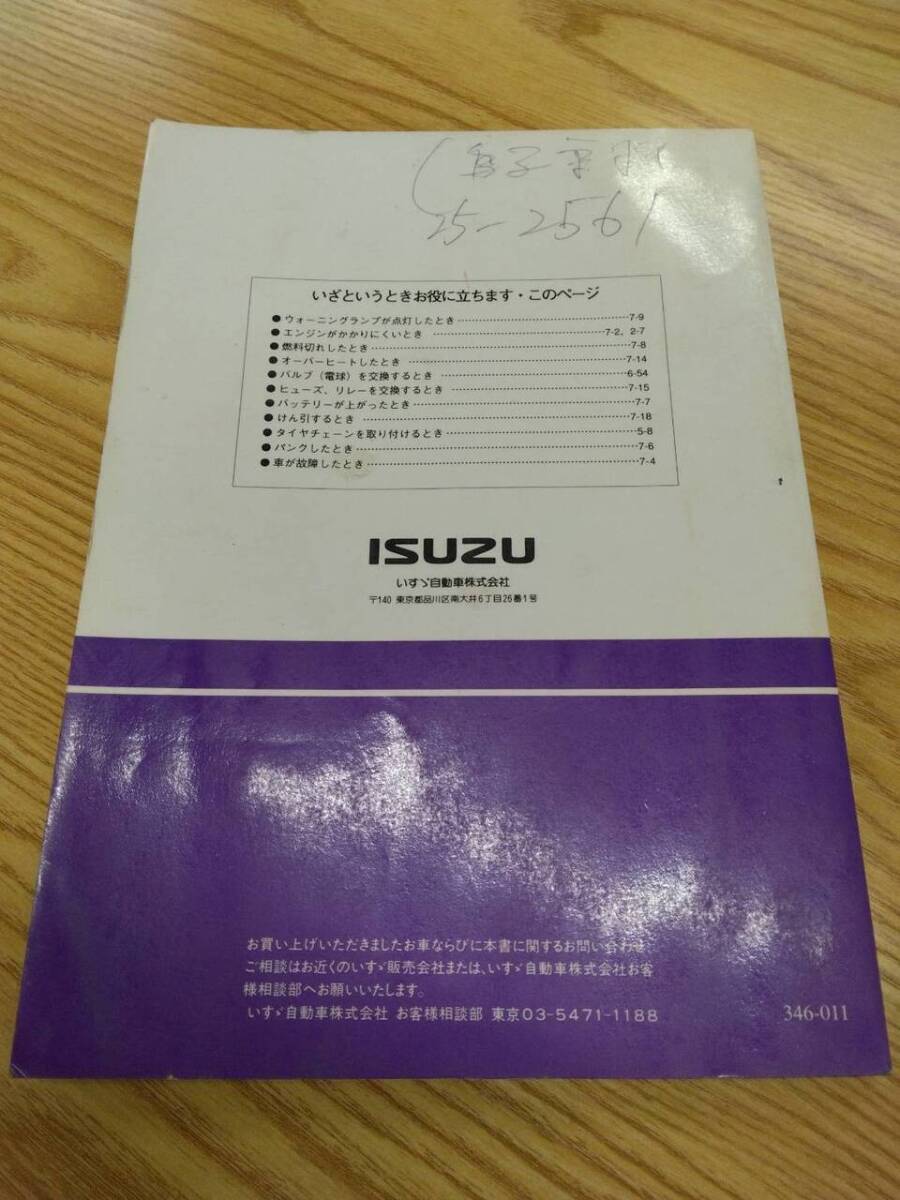 25-2561
いざというときお役に立ちます・このページ
●ウォーニングランプが点灯したとき……7-9
●エンジンがかかりにくいとき ……7-2, 2-7
●燃料切れしたとき……7-8
●オーバーヒートしたとき ……7-14
●バルブ（電球）を交換するとき ……6-54
●ヒューズ、リレーを交換するとき ……7-15
●バッテリーが上がったとき……7-7
●けん引するとき ……7-18
●タイヤチェーンを取り付けるとき……5-8
●パンクしたとき……7-6
●車が故障したとき……7-4
ISUZU
いすゞ自動車株式会社
〒140 東京都品川区南大井6丁目26番1号
お買い上げいただきましたお車ならびに本書に関するお問い合わせ
ご相談はお近くのいすゞ販売会社または、いすゞ自動車株式会社お客
様相談部へお願いいたします。
いすゞ自動車株式会社 お客様相談部 東京03-5471-1188
346-011